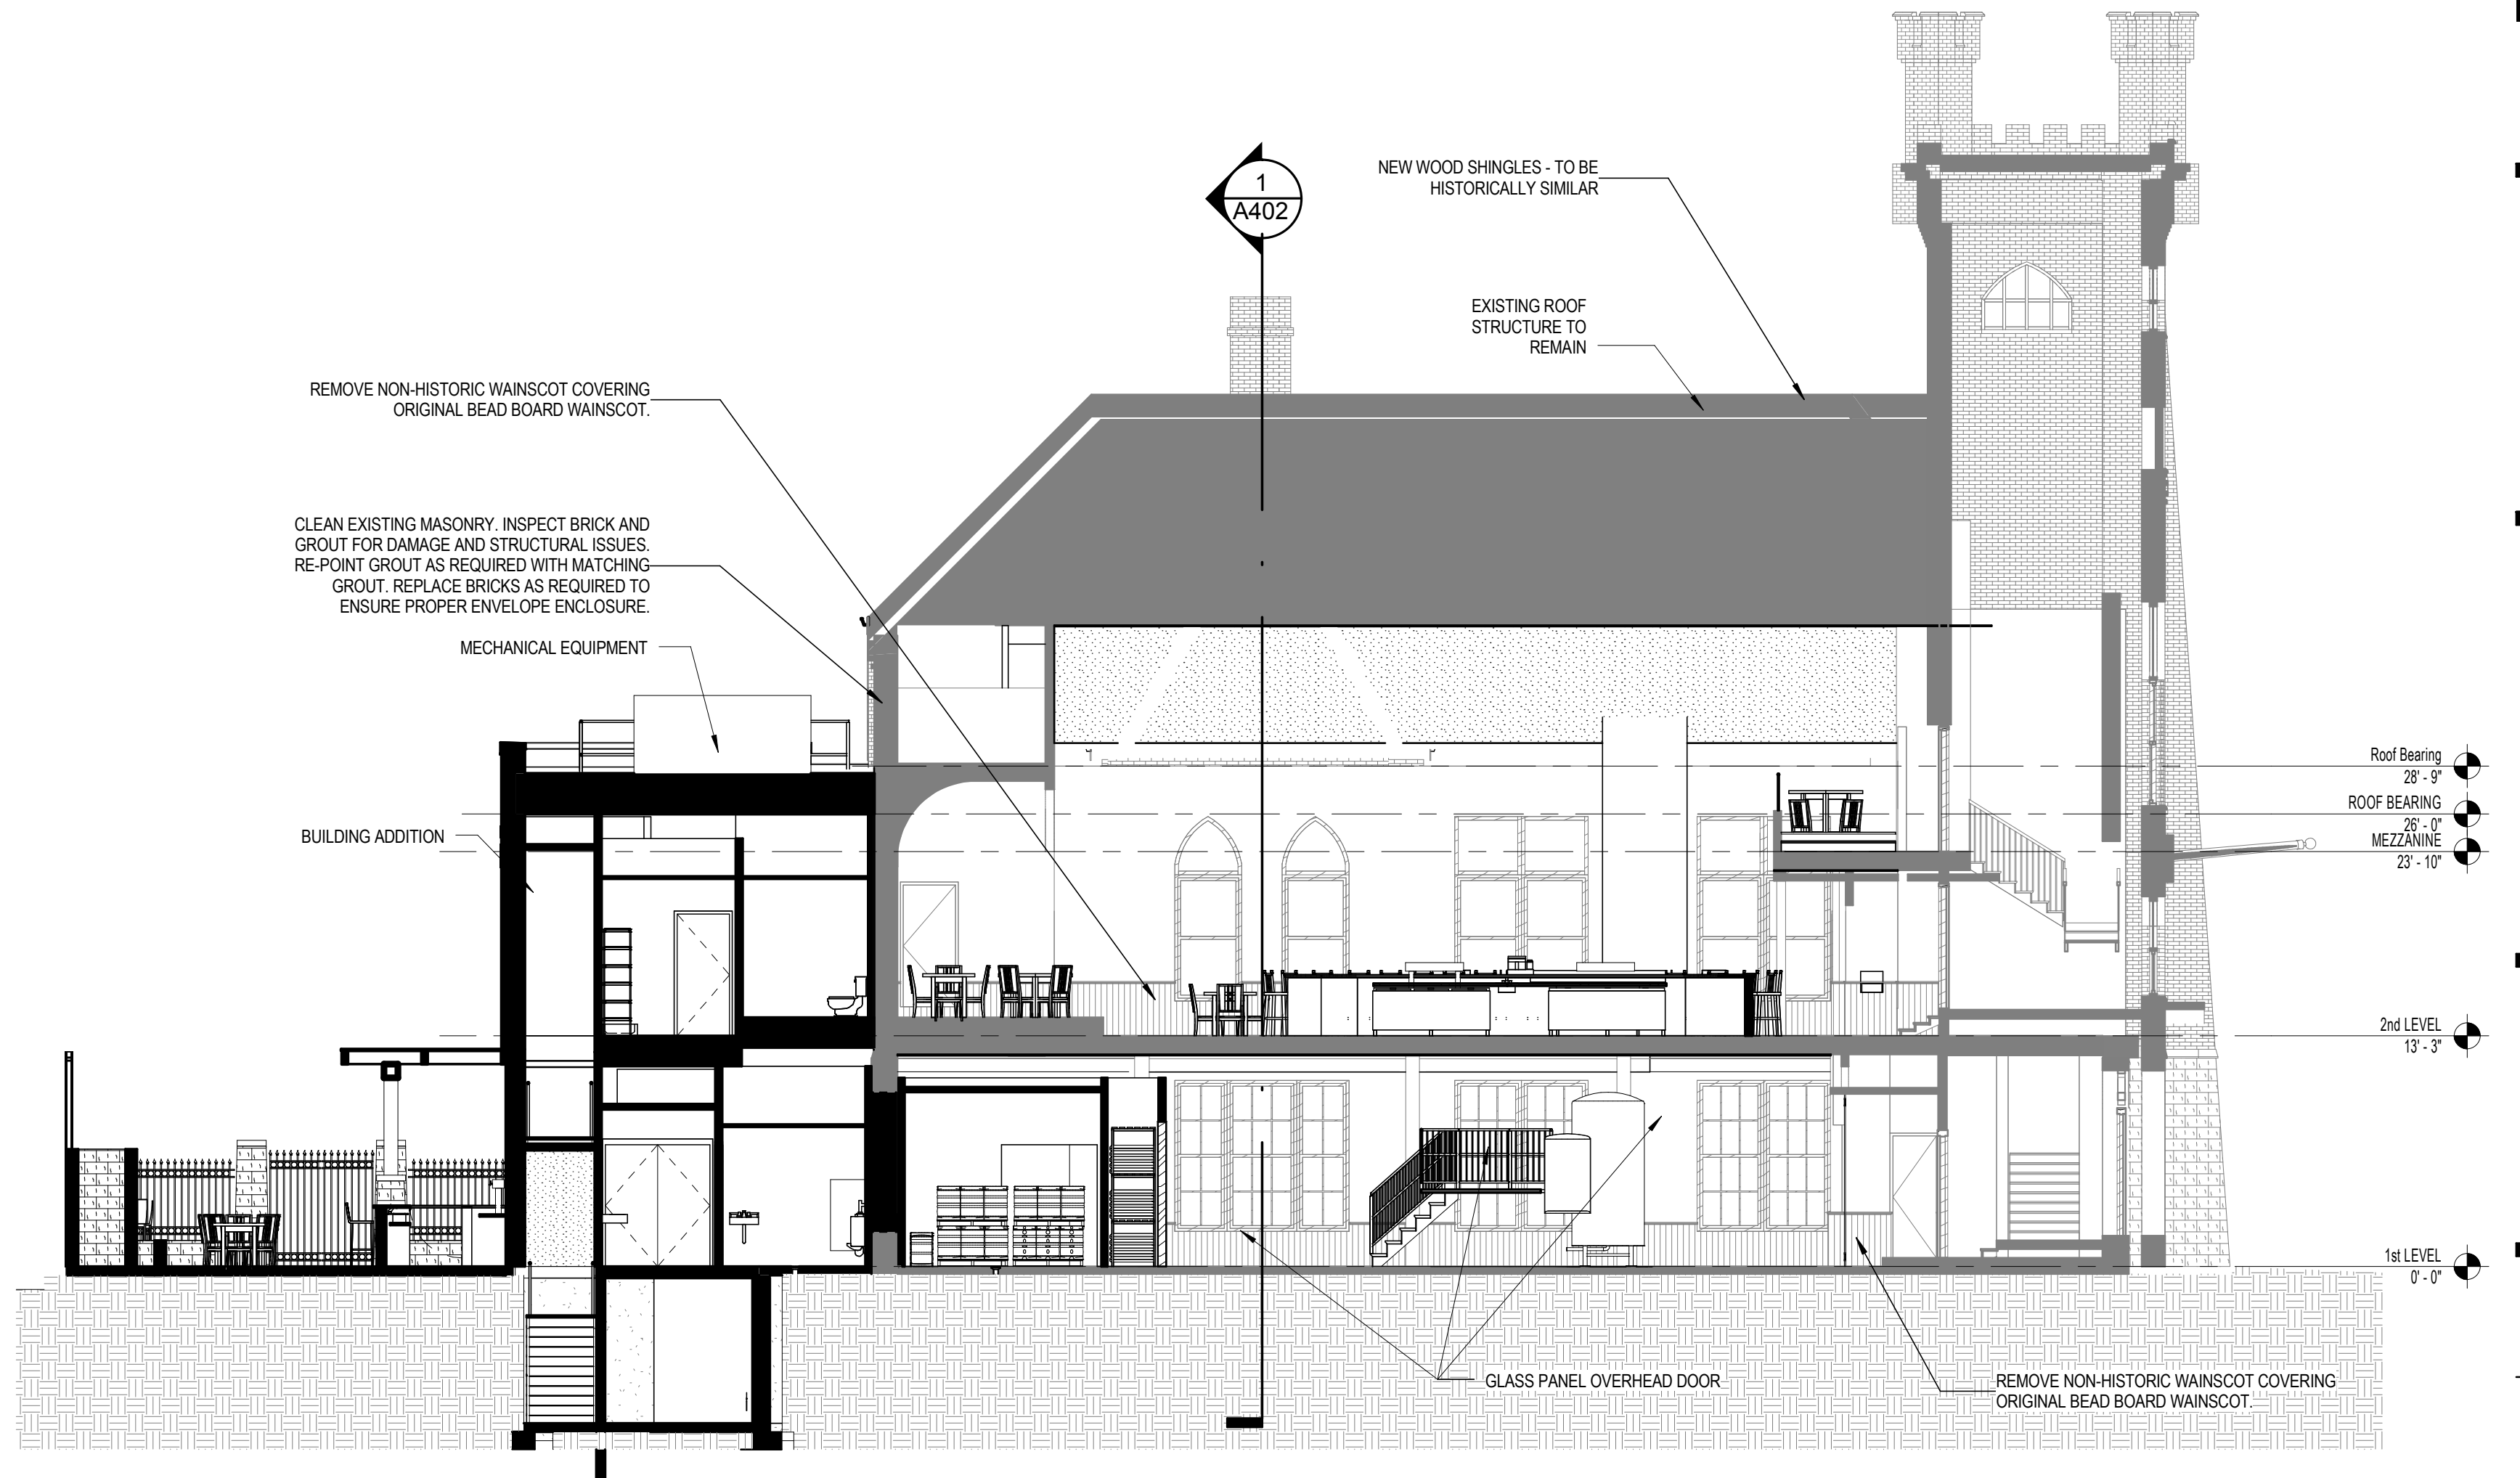 1
A402
NEW WOOD SHINGLES - TO BE
HISTORICALLY SIMILAR
EXISTING ROOF
STRUCTURE TO
REMAIN
REMOVE NON-HISTORIC WAINSCOT COVERING
ORIGINAL BEAD BOARD WAINSCOT.
CLEAN EXISTING MASONRY. INSPECT BRICK AND
GROUT FOR DAMAGE AND STRUCTURAL ISSUES.
RE-POINT GROUT AS REQUIRED WITH MATCHING
GROUT. REPLACE BRICKS AS REQUIRED TO
ENSURE PROPER ENVELOPE ENCLOSURE.
MECHANICAL EQUIPMENT
BUILDING ADDITION
Roof Bearing
28' - 9"
ROOF BEARING
26' - 0"
MEZZANINE
23' - 10"
2nd LEVEL
13' - 3"
1st LEVEL
0' - 0"
GLASS PANEL OVERHEAD DOOR
REMOVE NON-HISTORIC WAINSCOT COVERING
ORIGINAL BEAD BOARD WAINSCOT.